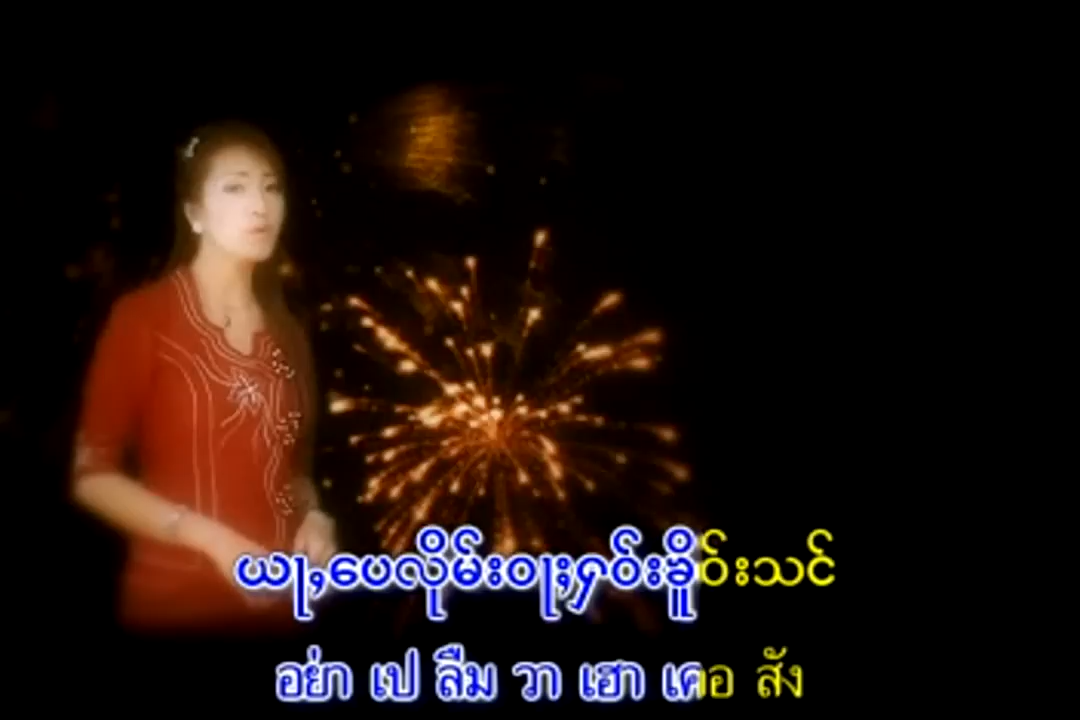 ယႃႇပေလိုမ်းဝႃႈႁဝ်းၶိူဝ်းသင်
อย่า เป ลืม วา เฮา เคอ สัง